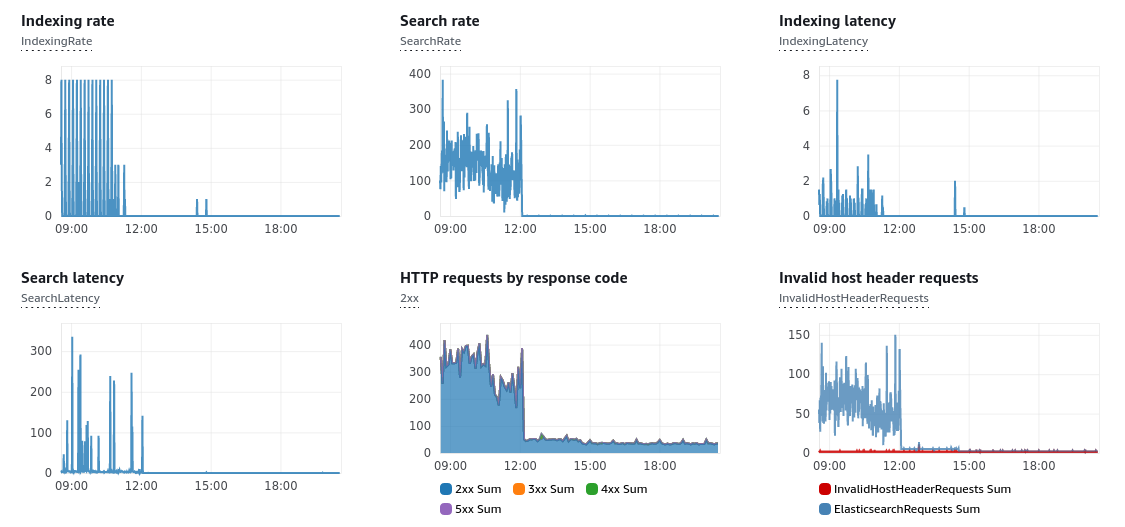 Indexing rate
IndexingRate
8
6
4
2
0
09:00 12:00 15:00 18:00
Search rate
SearchRate
400
300
200
100
0
09:00 12:00 15:00 18:00
Indexing latency
IndexingLatency
8
6
4
2
0
09:00 12:00 15:00 18:00
Search latency
SearchLatency
300
200
100
0
09:00 12:00 15:00 18:00
HTTP requests by response code
2xx
400
300
200
100
0
09:00 12:00 15:00 18:00
2xx Sum 3xx Sum 4xx Sum
5xx Sum
Invalid host header requests
InvalidHostHeaderRequests
150
100
50
0
09:00 12:00 15:00 18:00
InvalidHostHeaderRequests Sum
ElasticsearchRequests Sum